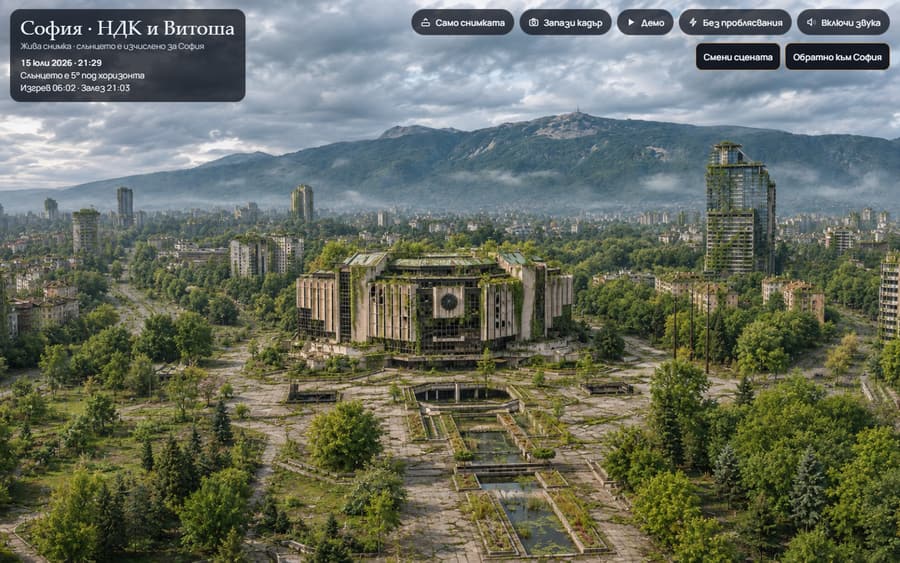 София · НДК и Витоша
Жива снимка · слънцето е изчислено за София
15 юли 2026 · 21:29
Слънцето е 5° под хоризонта
Изгрев 06:02 · Залез 21:03
Само снимката
Запази кадър
Демо
Без проблясвания
Включи звука
Смени сцената
Обратно към София